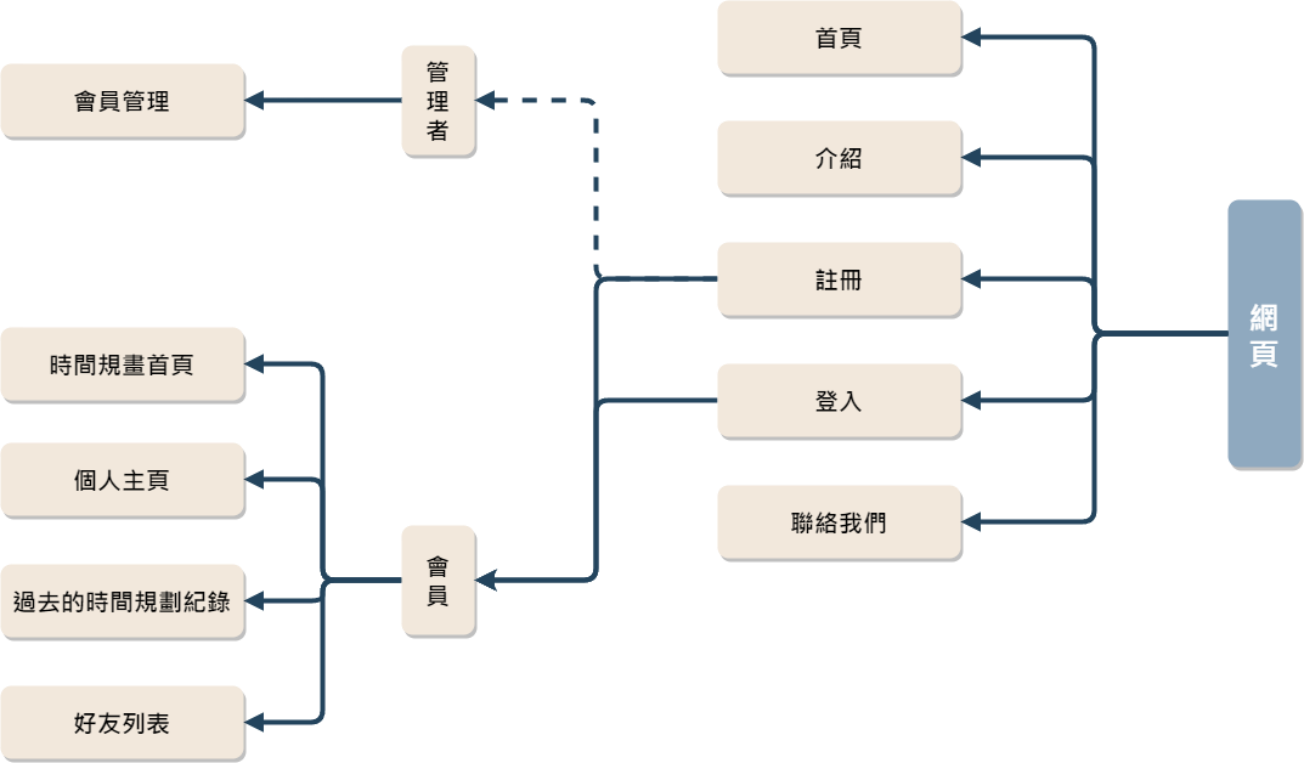 網頁
首頁
介紹
註冊
登入
聯絡我們
管理者
會員管理
會員
時間規畫首頁
個人主頁
過去的時間規劃紀錄
好友列表